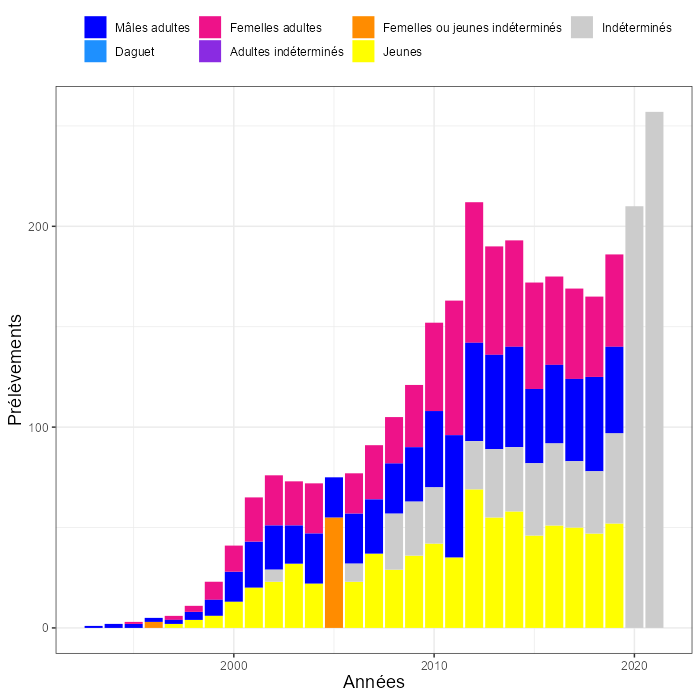 Mâles adultes Femelles adultes Femelles ou jeunes indéterminés Indéterminés
Daguet Adultes indéterminés Jeunes
200
100
0
Prélèvements
2000 2010 2020
Années